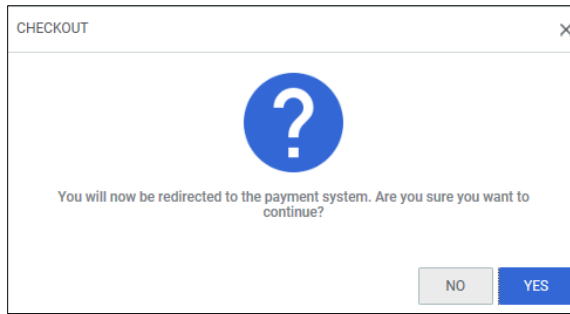 CHECKOUT
?
You will now be redirected to the payment system. Are you sure you want to
continue?
NO
YES